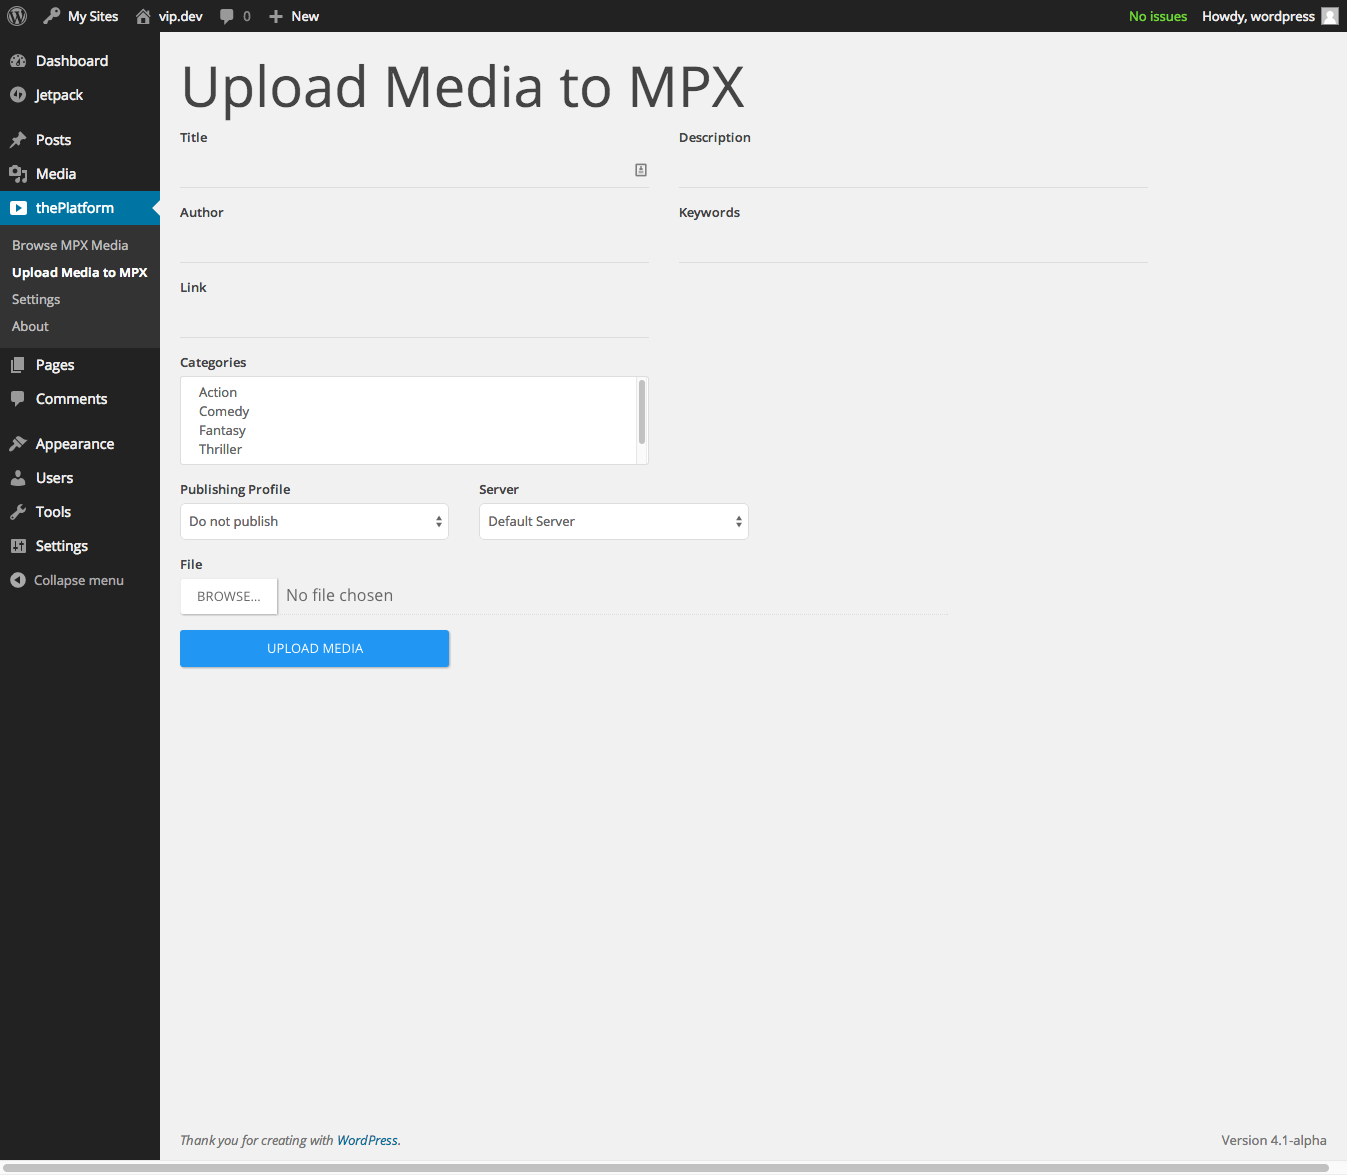 My Sites vip.dev 0 New No issues Howdy, wordpress
Dashboard
Jetpack
Posts
Media
thePlatform
Browse MPX Media
Upload Media to MPX
Settings
About
Pages
Comments
Appearance
Users
Tools
Settings
Collapse menu
Upload Media to MPX
Title Description
Author Keywords
Link
Categories
Action
Comedy
Fantasy
Thriller
Publishing Profile Server
Do not publish Default Server
File
BROWSE... No file chosen
UPLOAD MEDIA
Thank you for creating with WordPress. Version 4.1-alpha